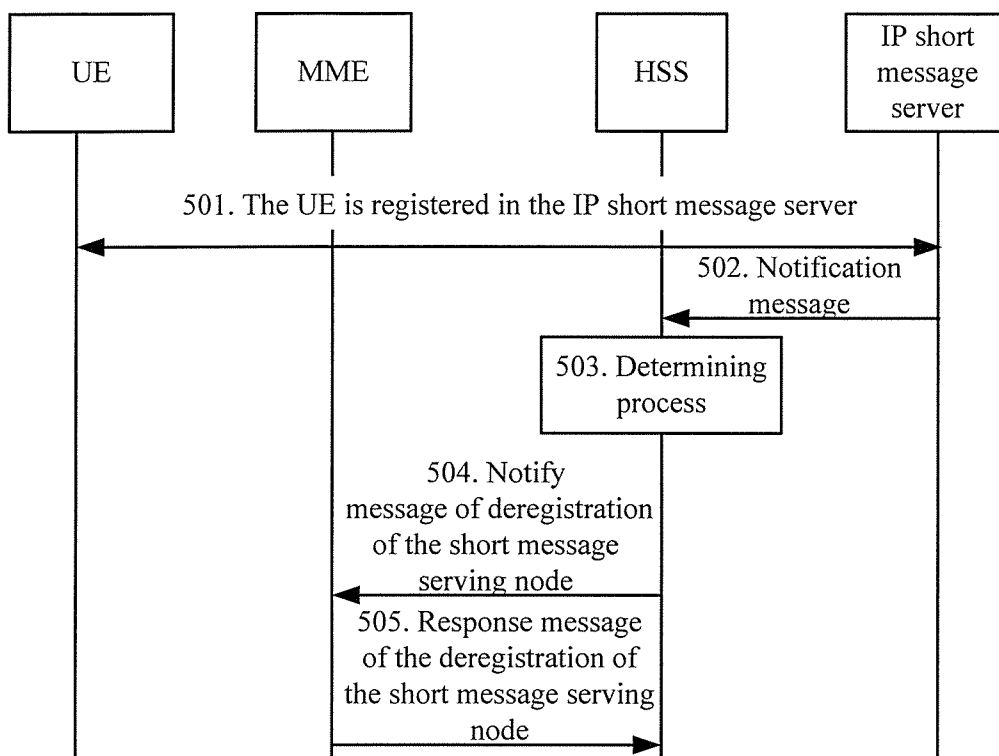 UE
MME
HSS
IP short
message
server
501. The UE is registered in the IP short message server
502. Notification
message
503. Determining
process
504. Notify
message of deregistration
of the short message
serving node
505. Response message
of the deregistration of
the short message serving
node